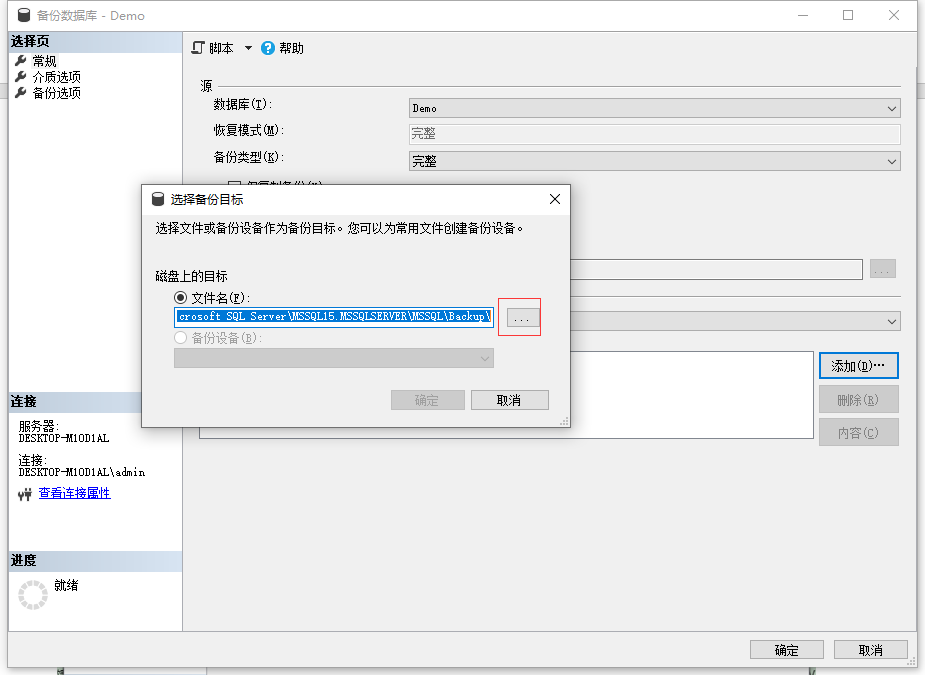 备份数据库 - Demo
选择页
常规
介质选项
备份选项
脚本
帮助
源
数据库(T):
Demo
恢复模式(M):
完整
备份类型(K):
完整
选择备份目标
选择文件或备份设备作为备份目标。您可以为常用文件创建备份设备。
磁盘上的目标
文件名(F):
crosoft SQL Server\MSSQL15.MSSQLSERVER\MSSQL\Backup\
...
备份设备(B):
确定
取消
...
添加(D)…
删除(R)
内容(C)
连接
服务器:
DESKTOP-M10D1AL
连接:
DESKTOP-M10D1AL\admin
查看连接属性
进度
就绪
确定
取消